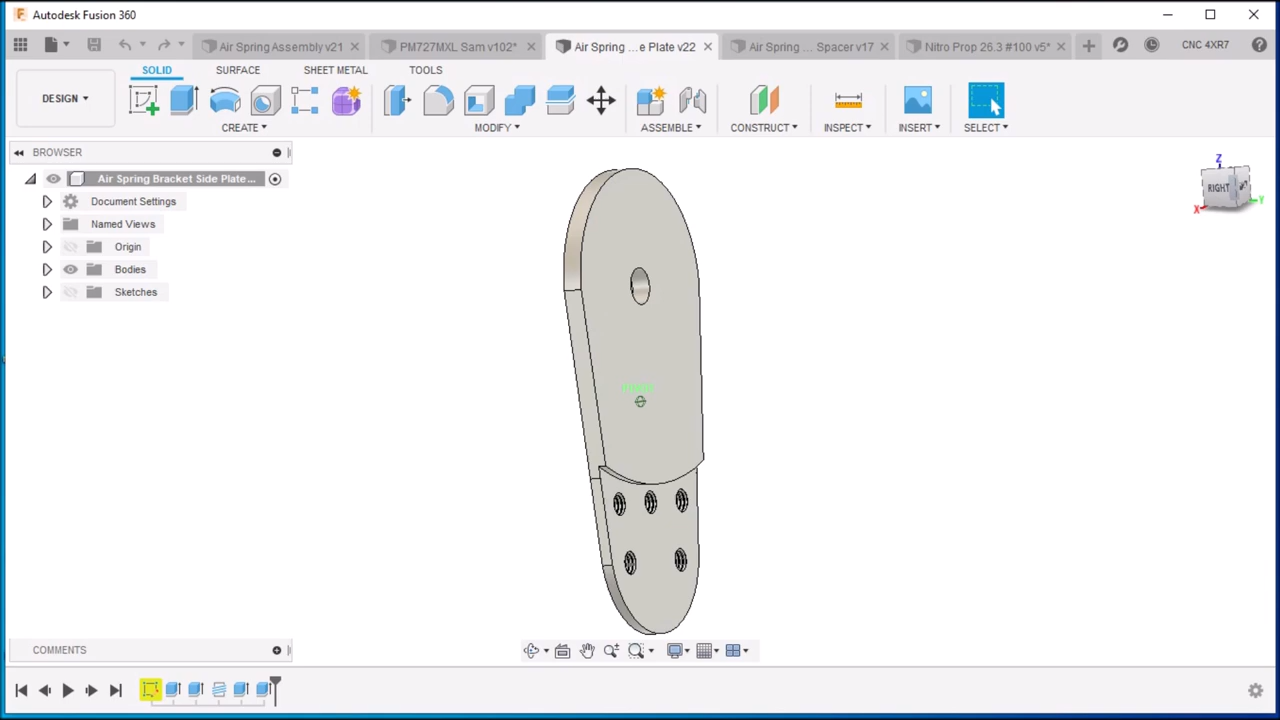 Autodesk Fusion 360
Air Spring Assembly v21
PM727MXL Sam v102*
Air Spring ...e Plate v22
Air Spring ... Spacer v17
Nitro Prop 26.3 #100 v5*
CNC 4XR7
DESIGN
SOLID
SURFACE
SHEET METAL
TOOLS
CREATE
MODIFY
ASSEMBLE
CONSTRUCT
INSPECT
INSERT
SELECT
BROWSER
Air Spring Bracket Side Plate...
Document Settings
Named Views
Origin
Bodies
Sketches
Z
RIGHT
X
Y
COMMENTS